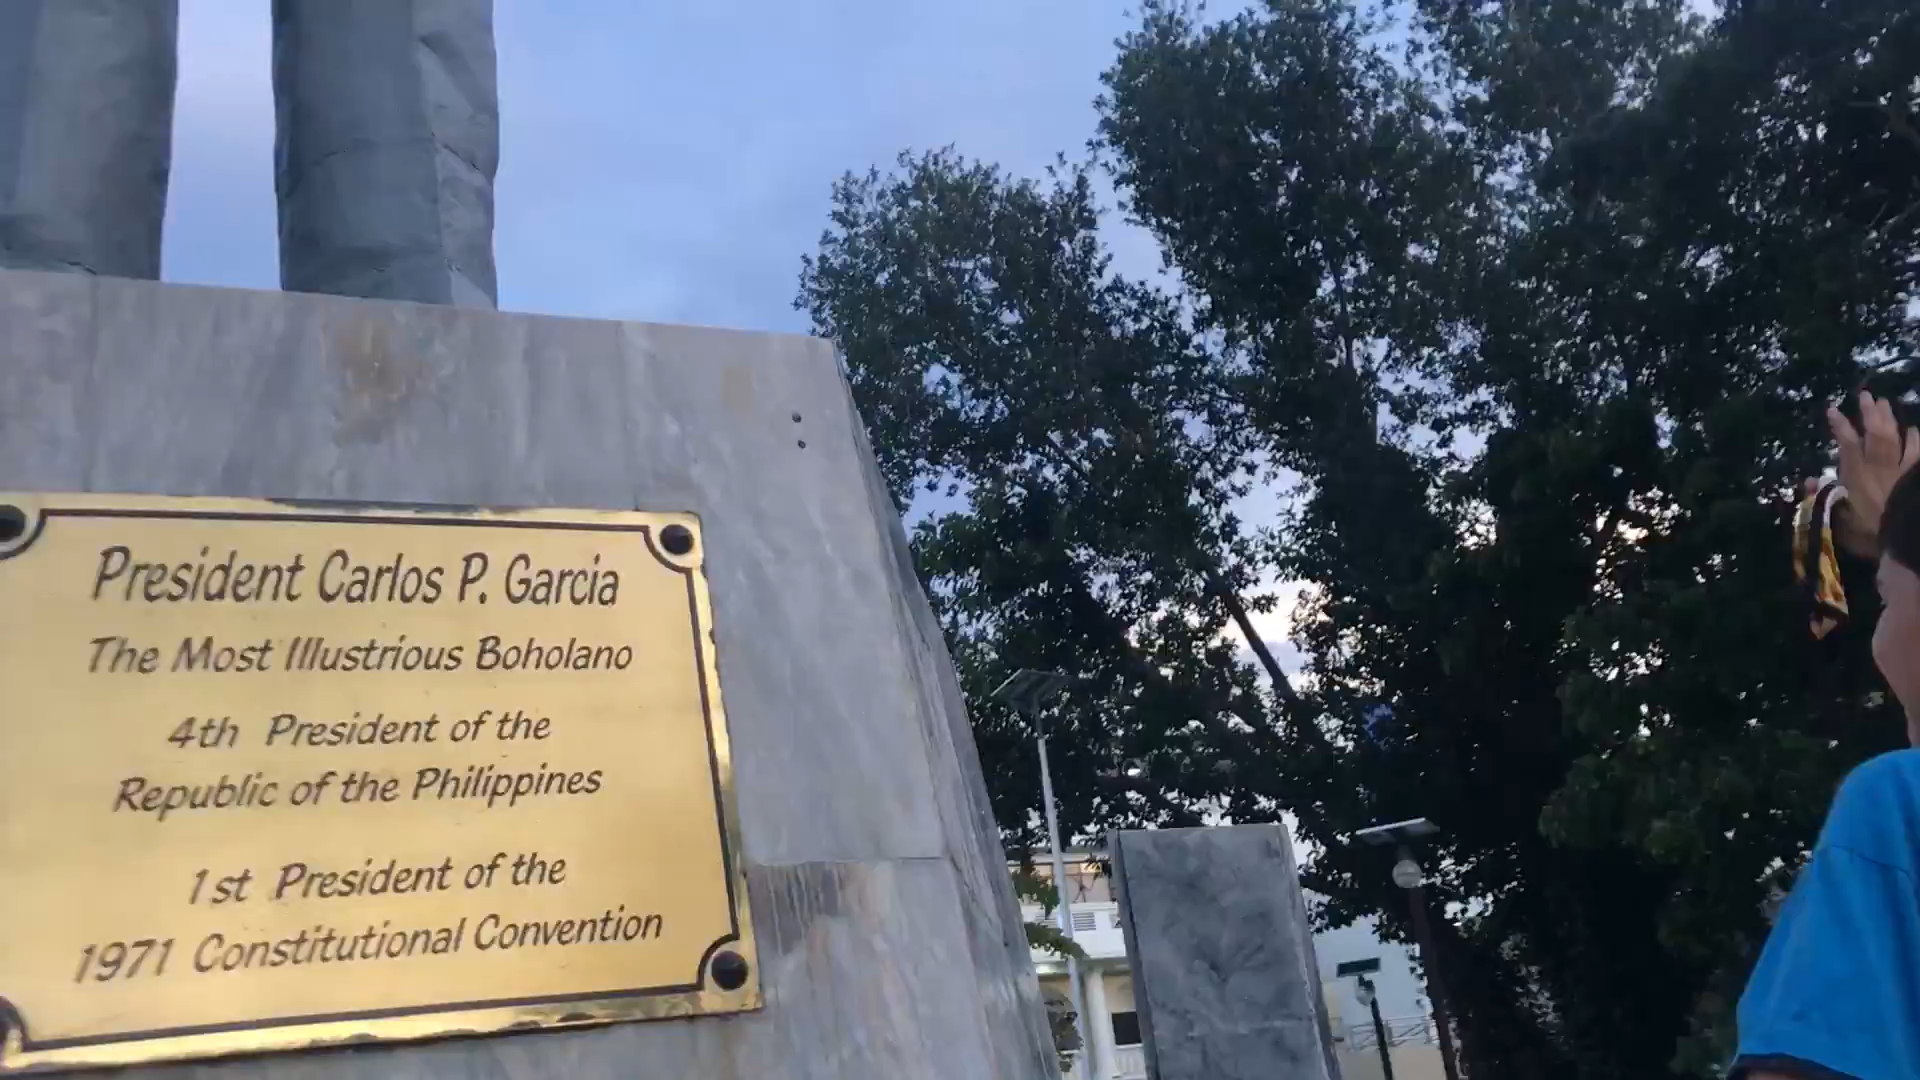 President Carlos P. Garcia
The Most Illustrious Boholano
4th President of the
Republic of the Philippines
1st President of the
1971 Constitutional Convention